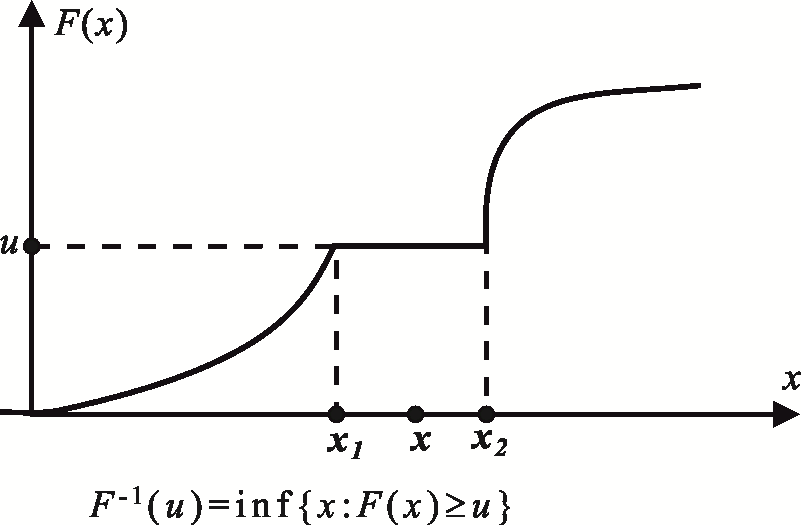 F(x)
u
x
x₁ x x₂
F⁻¹(u)=inf{x:F(x)≥u}